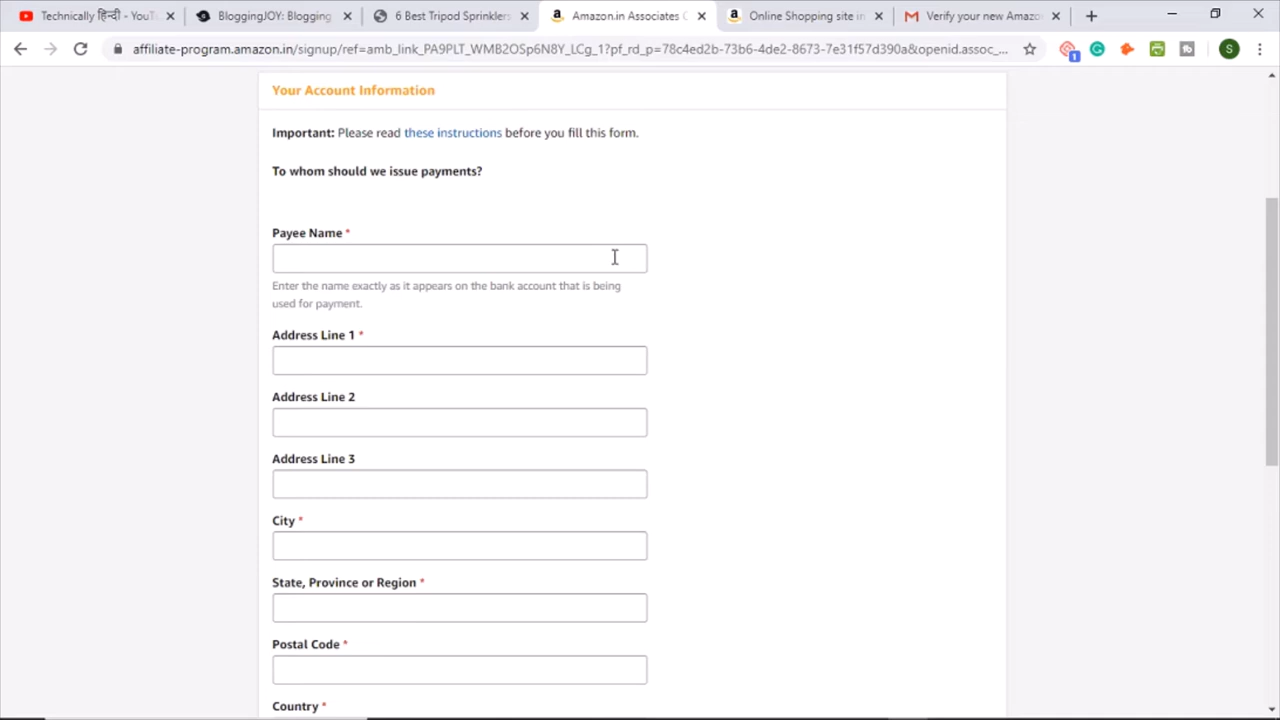 Technically हिन्दी - YouT
BloggingJOY: Blogging
6 Best Tripod Sprinklers
Amazon.in Associates C
Online Shopping site in
Verify your new Amazo
affiliate-program.amazon.in/signup/ref=amb_link_PA9PLT_WMB2OSp6N8Y_LCg_1?pf_rd_p=78c4ed2b-73b6-4de2-8673-7e31f57d390a&openid.assoc_...
1
S
Your Account Information
Important: Please read these instructions before you fill this form.
To whom should we issue payments?
Payee Name *
Enter the name exactly as it appears on the bank account that is being
used for payment.
Address Line 1 *
Address Line 2
Address Line 3
City *
State, Province or Region *
Postal Code *
Country *